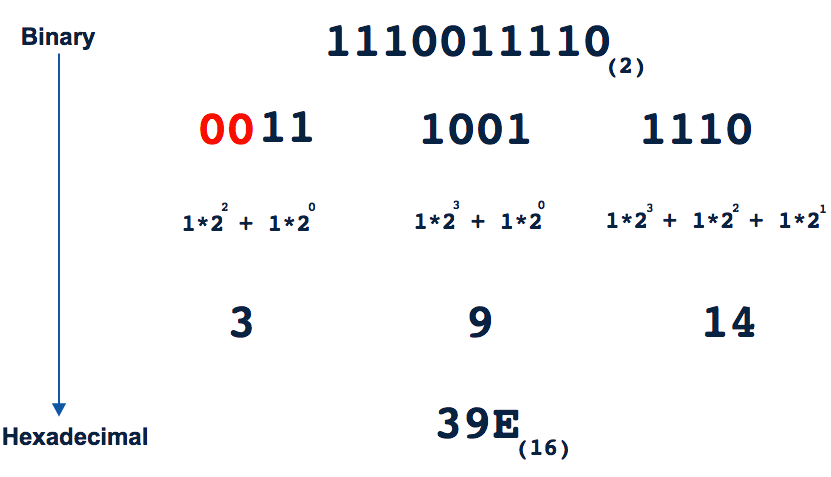 Binary 1110011110₍₂₎
0011 1001 1110
1*2² + 1*2⁰ 1*2³ + 1*2⁰ 1*2³ + 1*2² + 1*2¹
3 9 14
39E₍₁₆₎
Hexadecimal